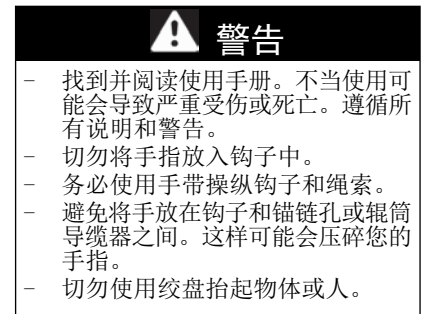 警告
- 找到并阅读使用手册。不当使用可
能会导致严重受伤或死亡。遵循所
有说明和警告。
- 切勿将手指放入钩子中。
- 务必使用手带操纵钩子和绳索。
- 避免将手放在钩子和锚链孔或辊筒
导缆器之间。这样可能会压碎您的
手指。
- 切勿使用绞盘抬起物体或人。